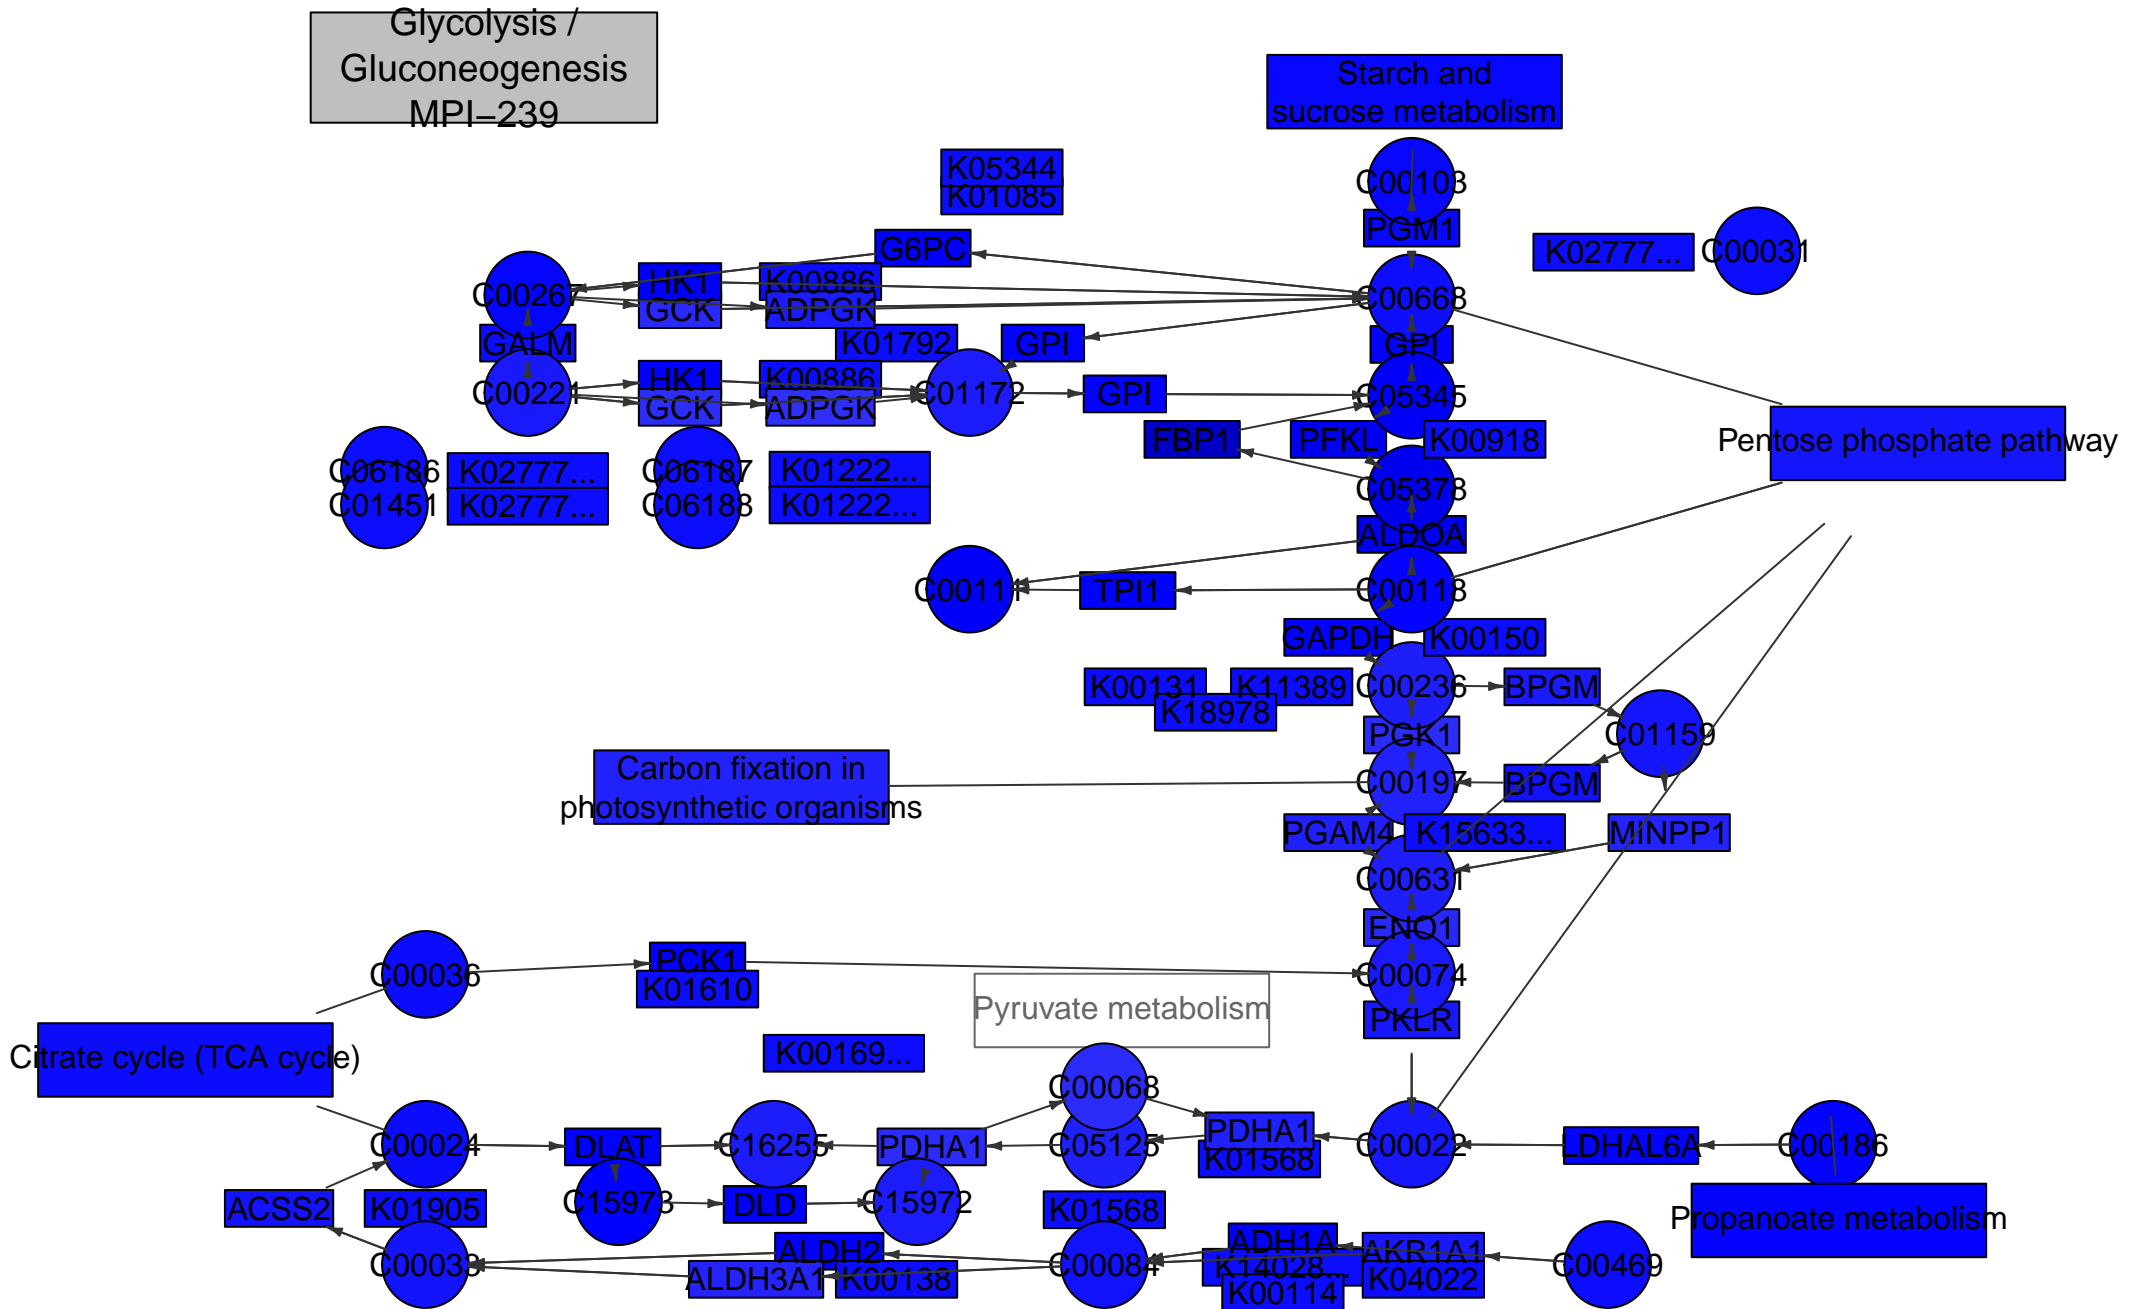 Glycolysis /
Gluconeogenesis
MPI−239
Starch and
sucrose metabolism
K05344
K01085
C00103
PGM1
G6PC
K02777...
C00031
C00267
HK1
K00886
GCK
ADPGK
C00668
GALM
K01792
GPI
GPI
C00221
HK1
K00886
GCK
ADPGK
C01172
GPI
C05345
FBP1
PFKL
K00918
Pentose phosphate pathway
C06186
K02777...
C06187
K01222...
C05378
C01451
K02777...
C06188
K01222...
ALDOA
C00111
TPI1
C00118
GAPDH
K00150
K00131
K11389
C00236
BPGM
K18978
PGK1
C01159
Carbon fixation in
photosynthetic organisms
C00197
BPGM
PGAM4
K15633...
MINPP1
C00631
ENO1
C00036
PCK1
K01610
C00074
Pyruvate metabolism
PKLR
Citrate cycle (TCA cycle)
K00169...
C00068
C00024
DLAT
C16255
PDHA1
C05125
PDHA1
K01568
C00022
LDHAL6A
C00186
ACSS2
K01905
C15973
DLD
C15972
K01568
Propanoate metabolism
C00033
ALDH2
ALDH3A1
K00138
C00084
ADH1A
K14028...
K00114
AKR1A1
K04022
C00469